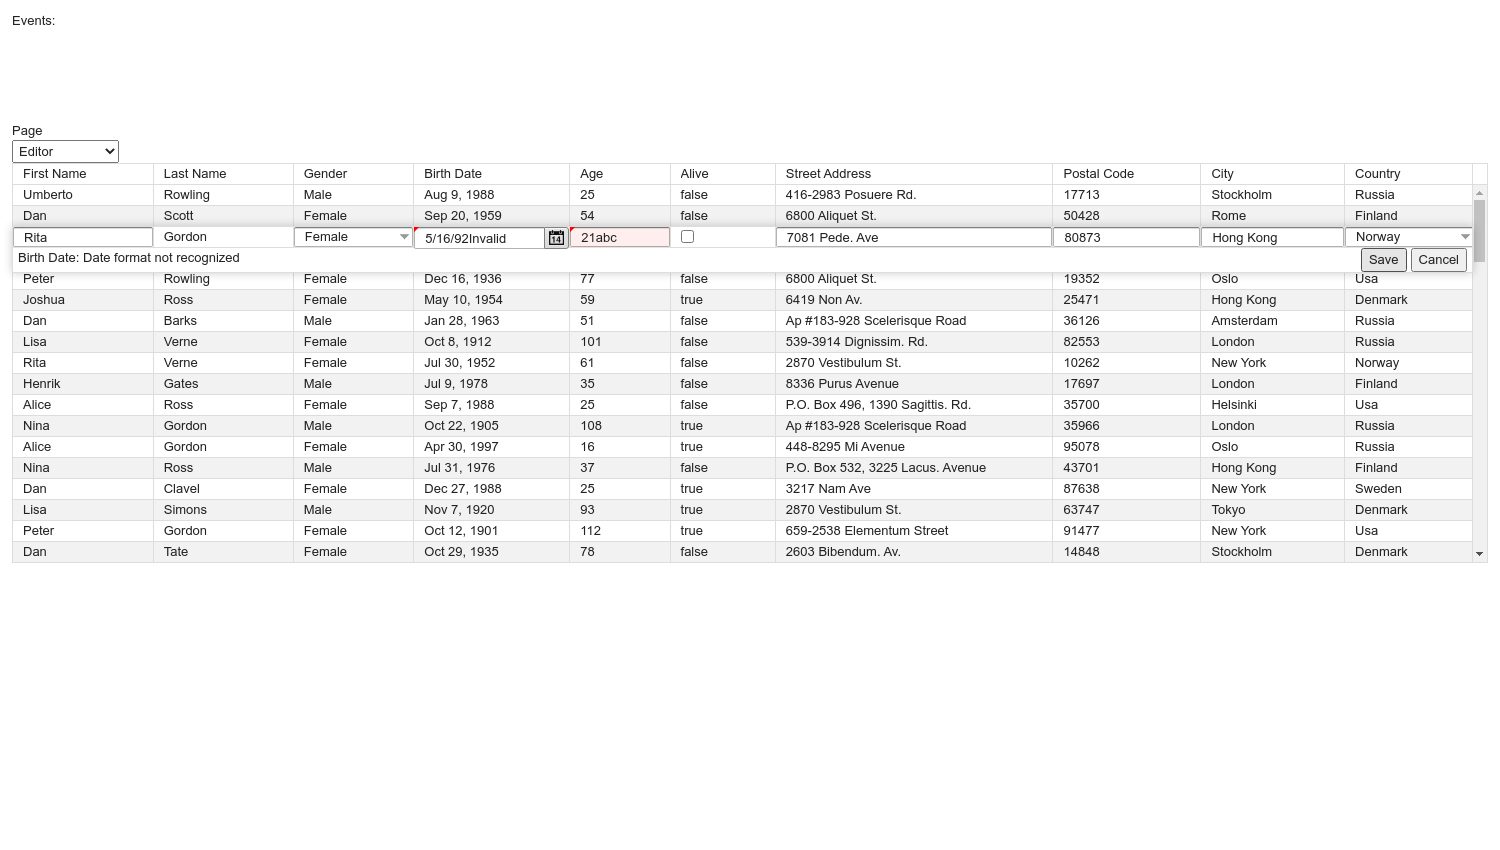 Events:
Page
Editor
First Name Last Name Gender Birth Date Age Alive Street Address Postal Code City Country
Umberto Rowling Male Aug 9, 1988 25 false 416-2983 Posuere Rd. 17713 Stockholm Russia
Dan Scott Female Sep 20, 1959 54 false 6800 Aliquet St. 50428 Rome Finland
Rita Gordon Female 5/16/92Invalid 14 21abc 7081 Pede. Ave 80873 Hong Kong Norway
Birth Date: Date format not recognized Save Cancel
Peter Rowling Female Dec 16, 1936 77 false 6800 Aliquet St. 19352 Oslo Usa
Joshua Ross Female May 10, 1954 59 true 6419 Non Av. 25471 Hong Kong Denmark
Dan Barks Male Jan 28, 1963 51 false Ap #183-928 Scelerisque Road 36126 Amsterdam Russia
Lisa Verne Female Oct 8, 1912 101 false 539-3914 Dignissim. Rd. 82553 London Russia
Rita Verne Female Jul 30, 1952 61 false 2870 Vestibulum St. 10262 New York Norway
Henrik Gates Male Jul 9, 1978 35 false 8336 Purus Avenue 17697 London Finland
Alice Ross Female Sep 7, 1988 25 false P.O. Box 496, 1390 Sagittis. Rd. 35700 Helsinki Usa
Nina Gordon Male Oct 22, 1905 108 true Ap #183-928 Scelerisque Road 35966 London Russia
Alice Gordon Female Apr 30, 1997 16 true 448-8295 Mi Avenue 95078 Oslo Russia
Nina Ross Male Jul 31, 1976 37 false P.O. Box 532, 3225 Lacus. Avenue 43701 Hong Kong Finland
Dan Clavel Female Dec 27, 1988 25 true 3217 Nam Ave 87638 New York Sweden
Lisa Simons Male Nov 7, 1920 93 true 2870 Vestibulum St. 63747 Tokyo Denmark
Peter Gordon Female Oct 12, 1901 112 true 659-2538 Elementum Street 91477 New York Usa
Dan Tate Female Oct 29, 1935 78 false 2603 Bibendum. Av. 14848 Stockholm Denmark